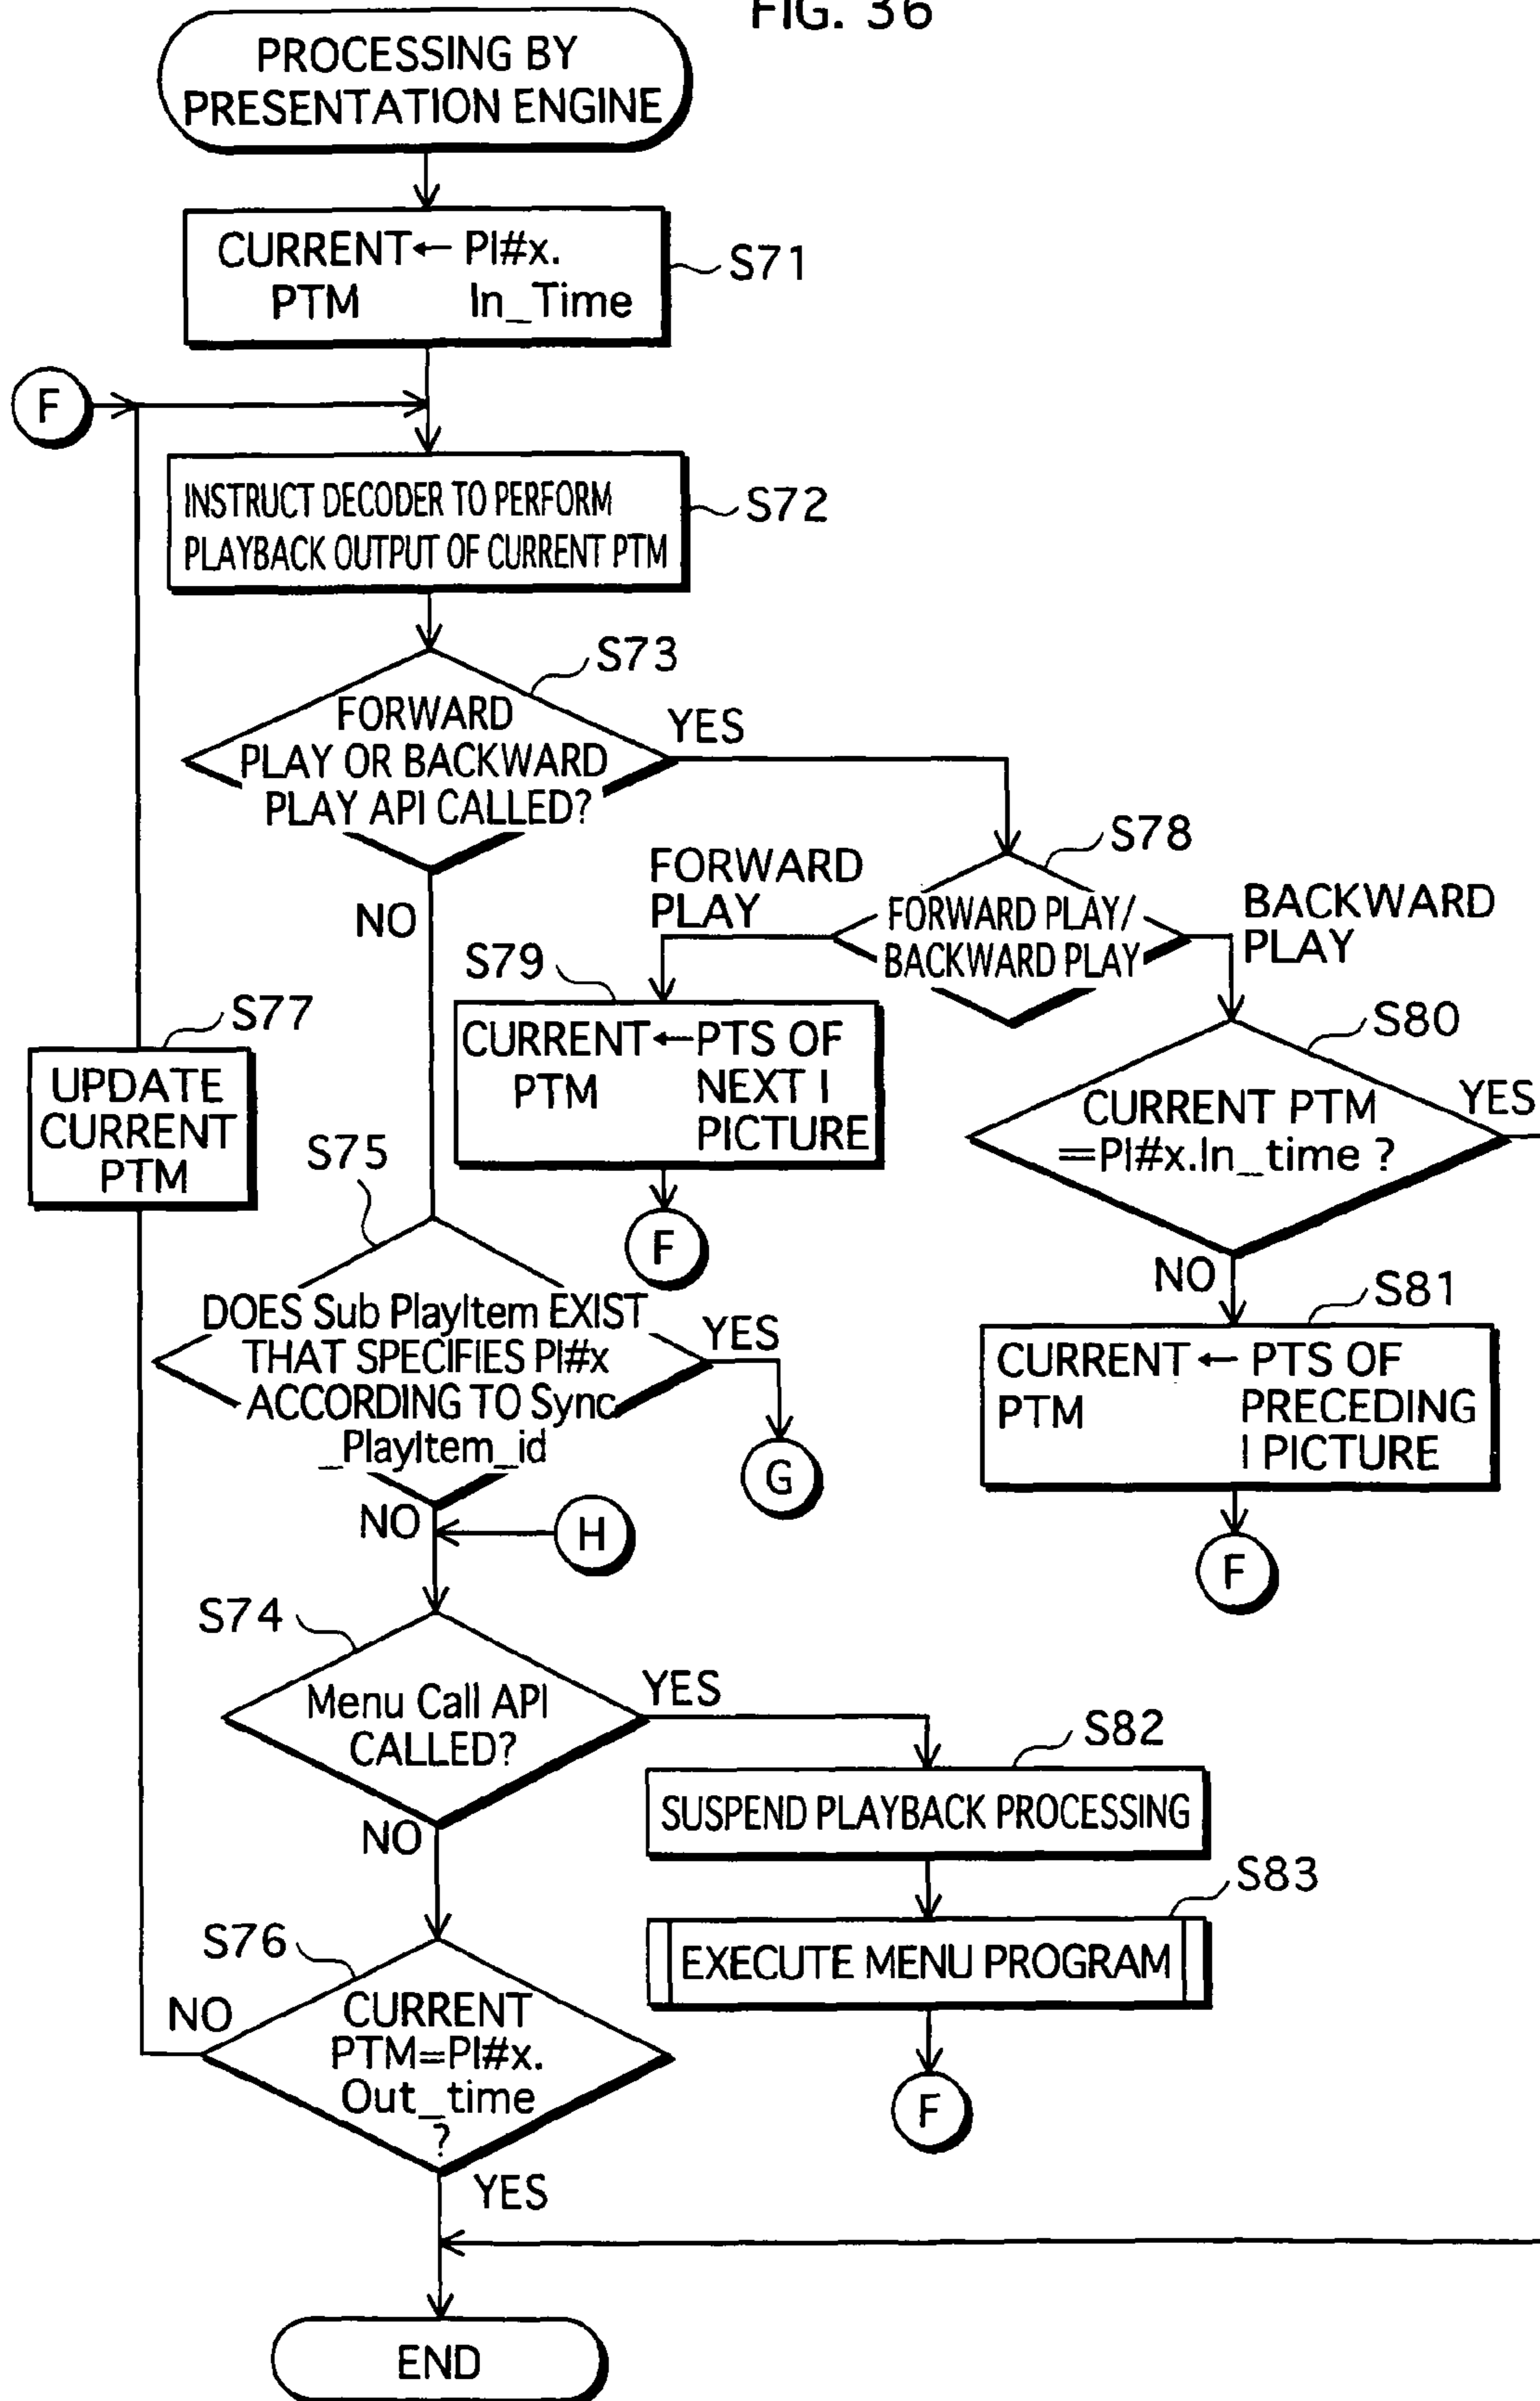 FIG. 36
PROCESSING BY
PRESENTATION ENGINE
CURRENT ← PI#x.
PTM In_Time
S71
F
INSTRUCT DECODER TO PERFORM
PLAYBACK OUTPUT OF CURRENT PTM
S72
S73
FORWARD
PLAY OR BACKWARD
PLAY API CALLED?
YES
NO
S78
FORWARD PLAY/
BACKWARD PLAY
FORWARD
PLAY
BACKWARD
PLAY
S79
CURRENT ← PTS OF
PTM NEXT I
PICTURE
F
S80
CURRENT PTM
=PI#x.In_time ?
YES
NO
S81
CURRENT ← PTS OF
PTM PRECEDING
I PICTURE
F
S77
UPDATE
CURRENT
PTM
S75
DOES Sub PlayItem EXIST
THAT SPECIFIES PI#x
ACCORDING TO Sync
_PlayItem_id
YES
G
NO
H
S74
Menu Call API
CALLED?
YES
NO
S82
SUSPEND PLAYBACK PROCESSING
S83
EXECUTE MENU PROGRAM
F
S76
CURRENT
PTM=PI#x.
Out_time
?
NO
YES
END